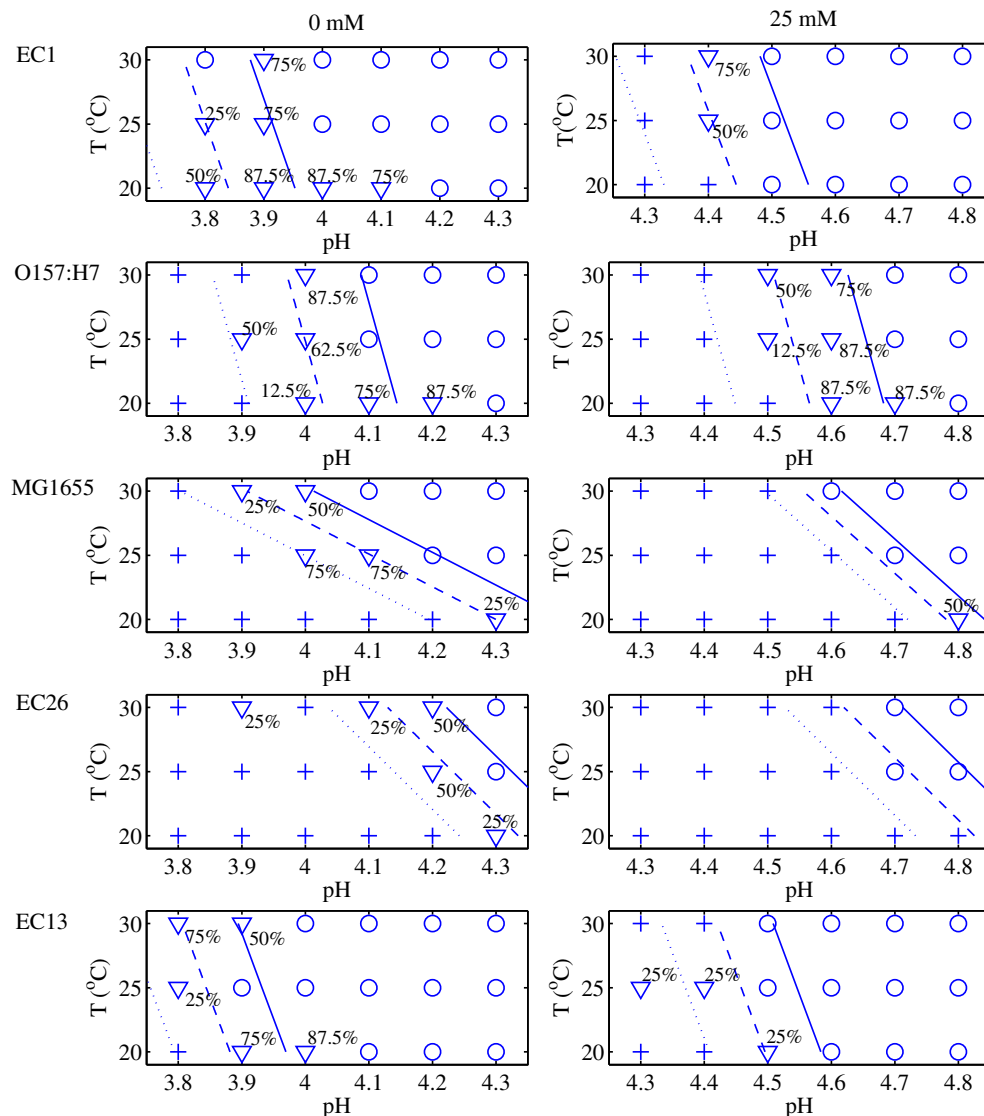 0 mM 25 mM
EC1
30 75% 30 75%
T (°C) 25 25% 75% T(°C) 25 50%
20 50% 87.5% 87.5% 75% 20
3.8 3.9 4 4.1 4.2 4.3 4.3 4.4 4.5 4.6 4.7 4.8
pH pH
O157:H7
30 87.5% 30 50% 75%
T (°C) 25 50% 62.5% T (°C) 25 12.5% 87.5%
20 12.5% 75% 87.5% 20 87.5% 87.5%
3.8 3.9 4 4.1 4.2 4.3 4.3 4.4 4.5 4.6 4.7 4.8
pH pH
MG1655
30 25% 50% 30
T (°C) 25 75% 75% T(°C) 25
20 25% 20 50%
3.8 3.9 4 4.1 4.2 4.3 4.3 4.4 4.5 4.6 4.7 4.8
pH pH
EC26
30 25% 25% 50% 30
T (°C) 25 50% T (°C) 25
20 25% 20
3.8 3.9 4 4.1 4.2 4.3 4.3 4.4 4.5 4.6 4.7 4.8
pH pH
EC13
30 75% 50% 30
T (°C) 25 25% T (°C) 25 25% 25%
20 75% 87.5% 20 25%
3.8 3.9 4 4.1 4.2 4.3 4.3 4.4 4.5 4.6 4.7 4.8
pH pH